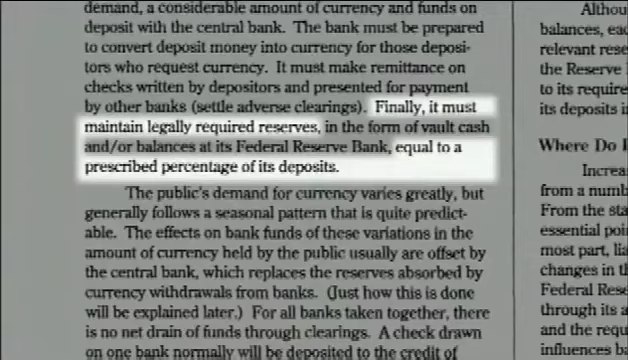 demand, a considerable amount of currency and funds on
deposit with the central bank. The bank must be prepared
to convert deposit money into currency for those deposi-
tors who request currency. It must make remittance on
checks written by depositors and presented for payment
by other banks (settle adverse clearings). Finally, it must
maintain legally required reserves, in the form of vault cash
and/or balances at its Federal Reserve Bank, equal to a
prescribed percentage of its deposits.
The public's demand for currency varies greatly, but
generally follows a seasonal pattern that is quite predict-
able. The effects on bank funds of these variations in the
amount of currency held by the public usually are offset by
the central bank, which replaces the reserves absorbed by
currency withdrawals from banks. (Just how this is done
will be explained later.) For all banks taken together, there
is no net drain of funds through clearings. A check drawn
on one bank normally will be deposited to the credit of
Althou
balances, eac
relevant rese
the Reserve
to its require
its deposits i
Where Do
Increa
from a numb
From the sta
essential poi
most part, lia
changes in th
Federal Rese
through its a
and the requ
influences ba